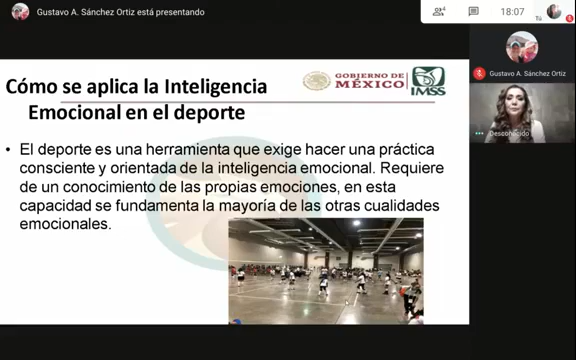 Gustavo A. Sánchez Ortiz está presentando
4
18:07
Tú
Cómo se aplica la Inteligencia
Emocional en el deporte
GOBIERNO DE
MÉXICO
IMSS
• El deporte es una herramienta que exige hacer una práctica
consciente y orientada de la inteligencia emocional. Requiere
de un conocimiento de las propias emociones, en esta
capacidad se fundamenta la mayoría de las otras cualidades
emocionales.
Gustavo A. Sánchez Ortiz
Desconocido